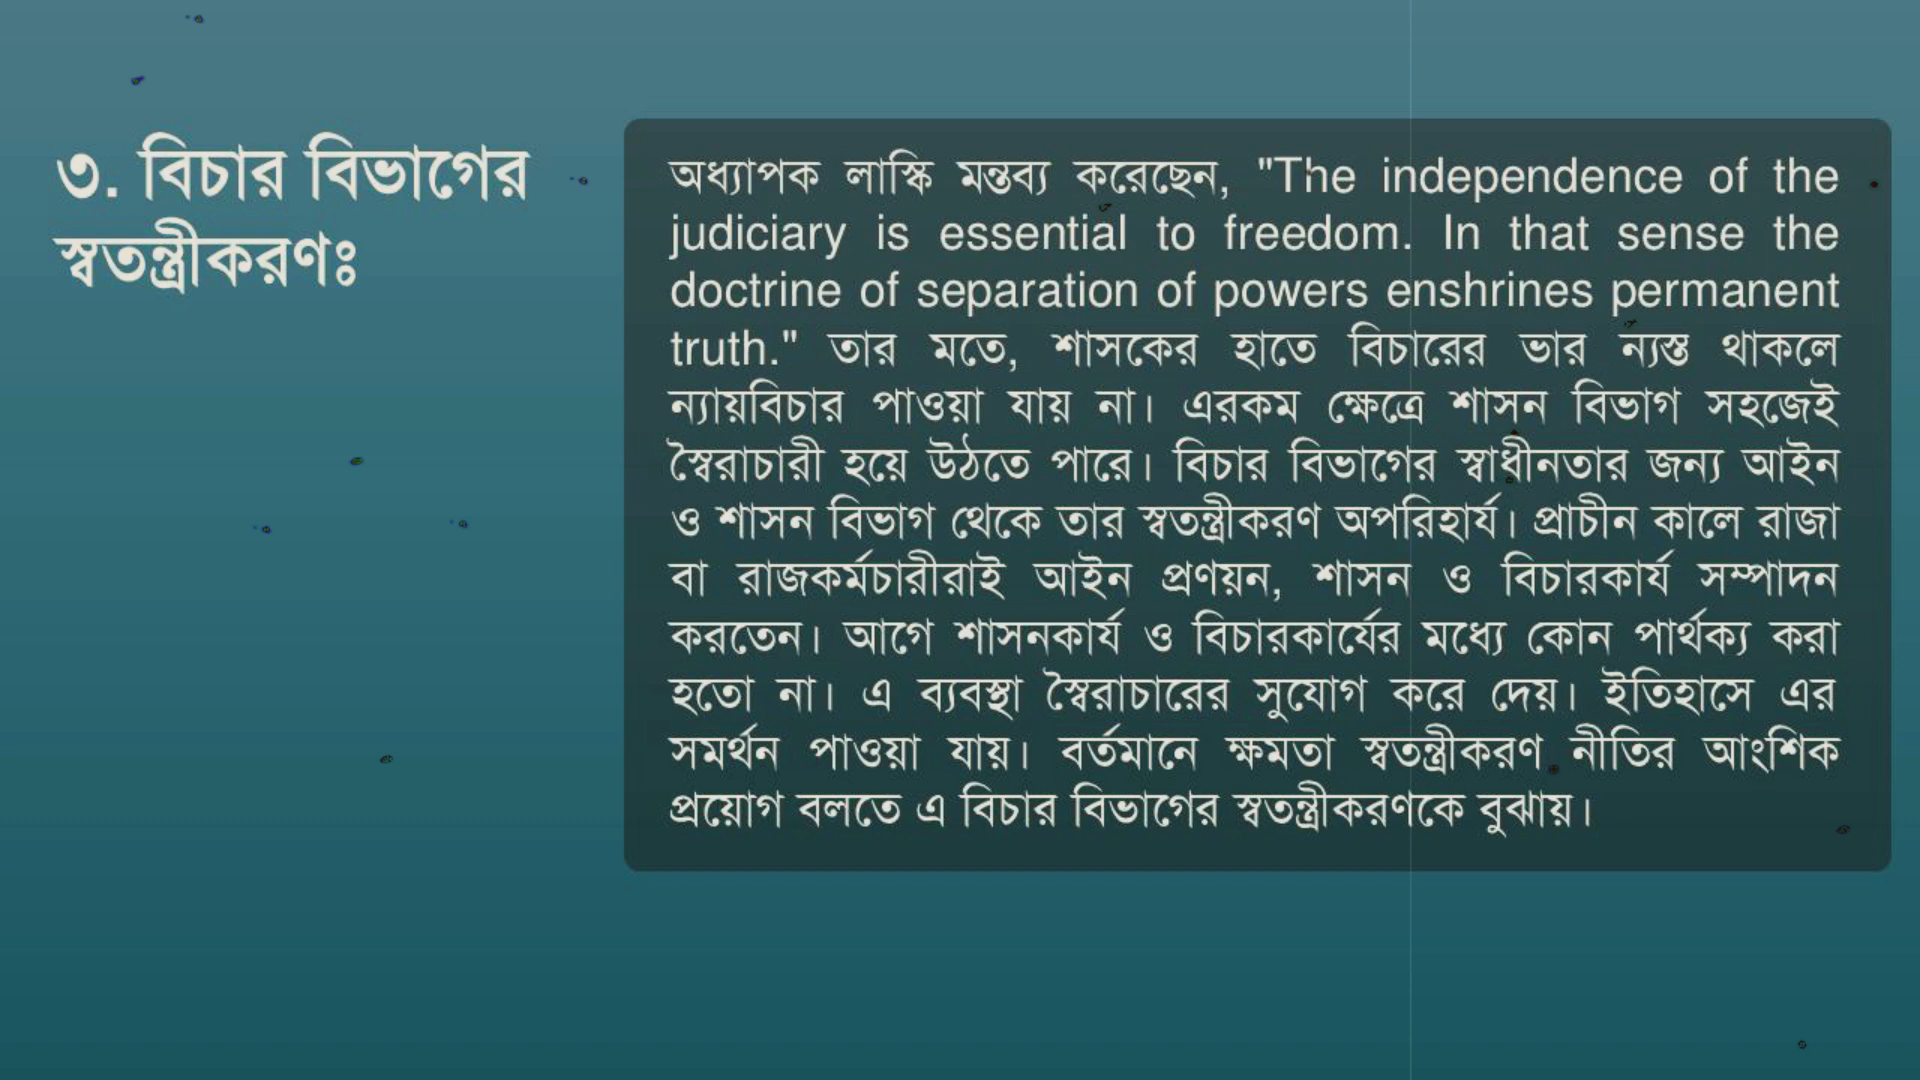 ৩. বিচার বিভাগের
স্বতন্ত্রীকরণঃ
অধ্যাপক লাস্কি মন্তব্য করেছেন, "The independence of the
judiciary is essential to freedom. In that sense the
doctrine of separation of powers enshrines permanent
truth." তার মতে, শাসকের হাতে বিচারের ভার ন্যস্ত থাকলে
ন্যায়বিচার পাওয়া যায় না। এরকম ক্ষেত্রে শাসন বিভাগ সহজেই
স্বৈরাচারী হয়ে উঠতে পারে। বিচার বিভাগের স্বাধীনতার জন্য আইন
ও শাসন বিভাগ থেকে তার স্বতন্ত্রীকরণ অপরিহার্য। প্রাচীন কালে রাজা
বা রাজকর্মচারীরাই আইন প্রণয়ন, শাসন ও বিচারকার্য সম্পাদন
করতেন। আগে শাসনকার্য ও বিচারকার্যের মধ্যে কোন পার্থক্য করা
হতো না। এ ব্যবস্থা স্বৈরাচারের সুযোগ করে দেয়। ইতিহাসে এর
সমর্থন পাওয়া যায়। বর্তমানে ক্ষমতা স্বতন্ত্রীকরণ নীতির আংশিক
প্রয়োগ বলতে এ বিচার বিভাগের স্বতন্ত্রীকরণকে বুঝায়।